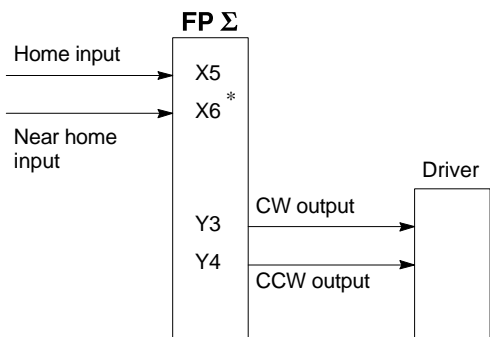 FP Σ
Home input
X5
X6 *
Near home
input
Driver
Y3
CW output
Y4
CCW output